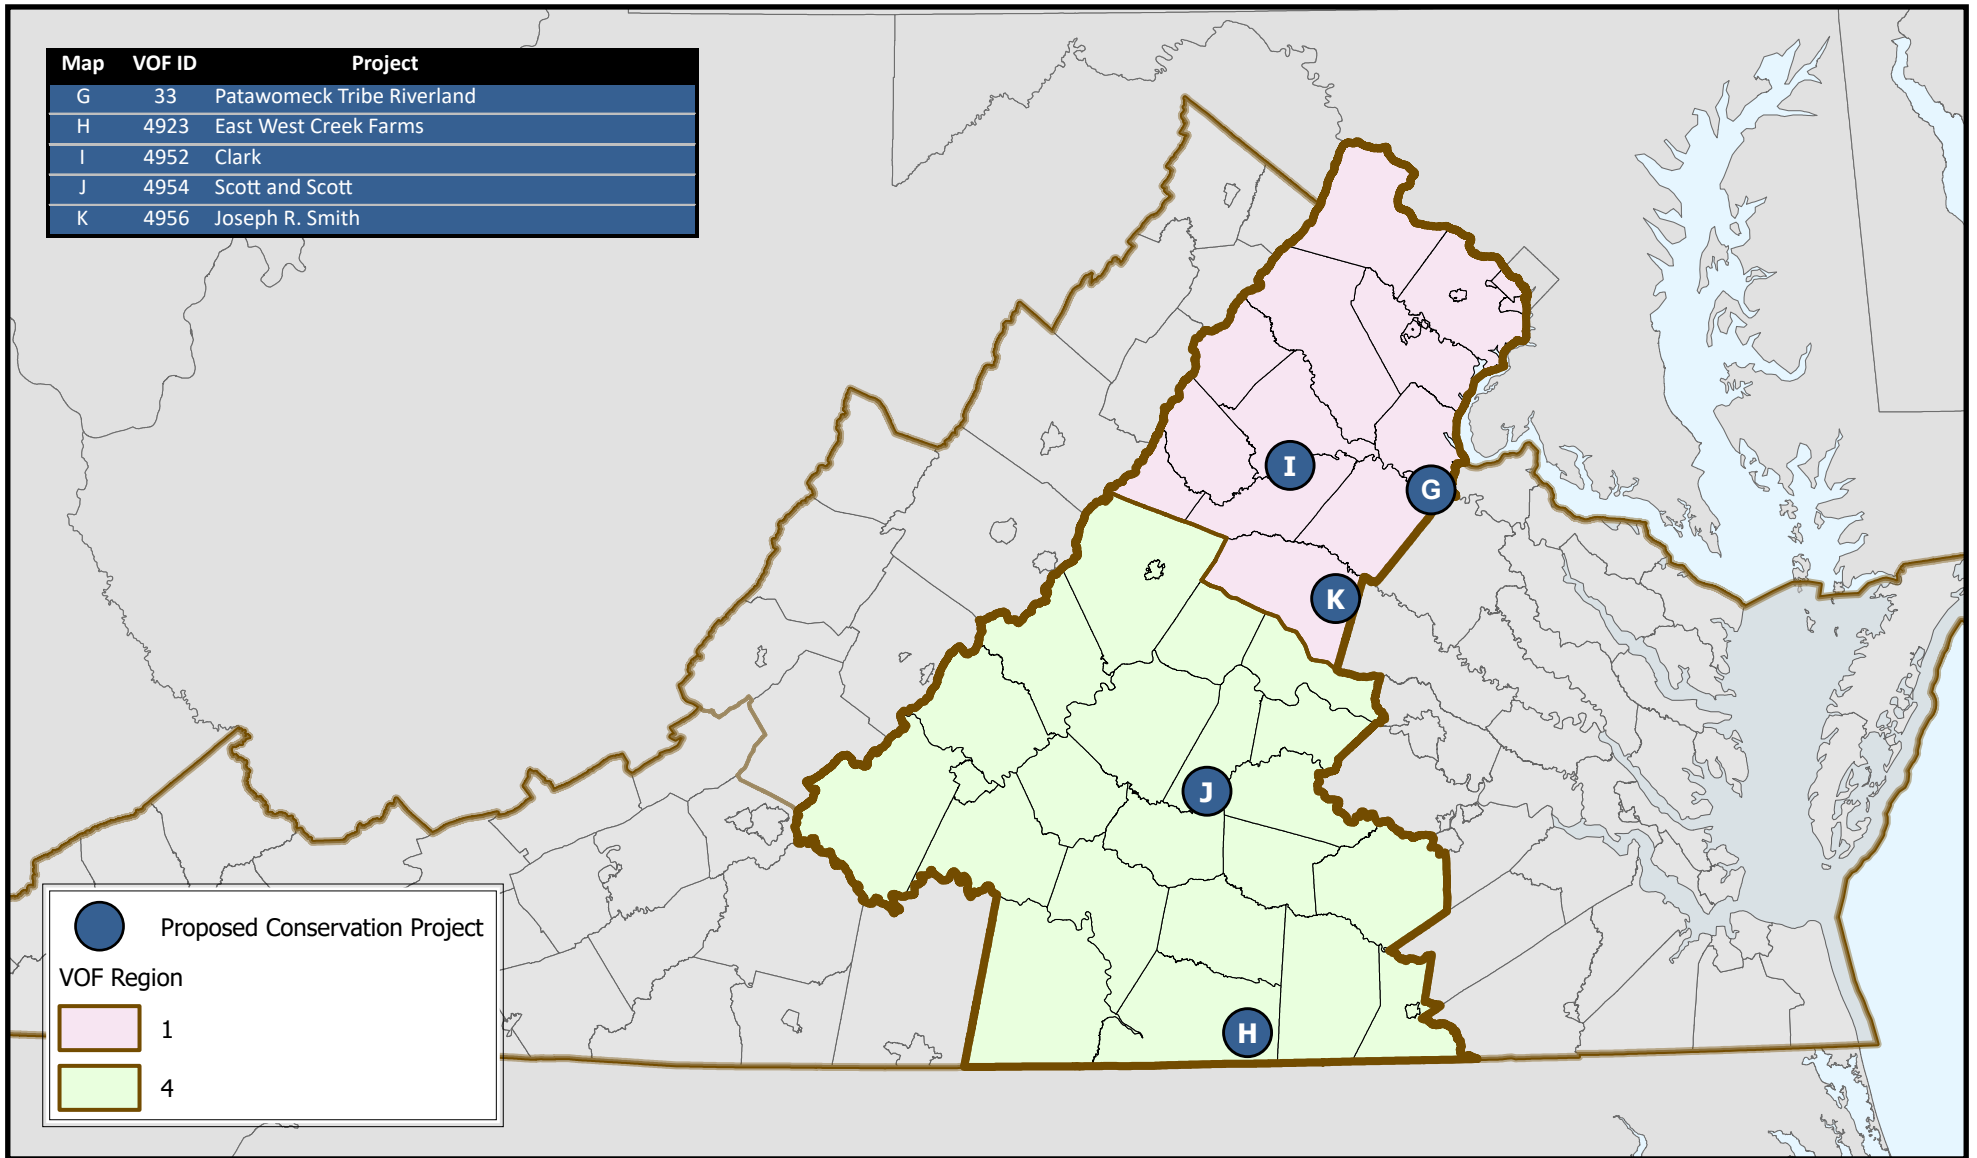 Map VOF ID Project
G 33 Patawomeck Tribe Riverland
H 4923 East West Creek Farms
I 4952 Clark
J 4954 Scott and Scott
K 4956 Joseph R. Smith
I
G
K
J
H
Proposed Conservation Project
VOF Region
1
4